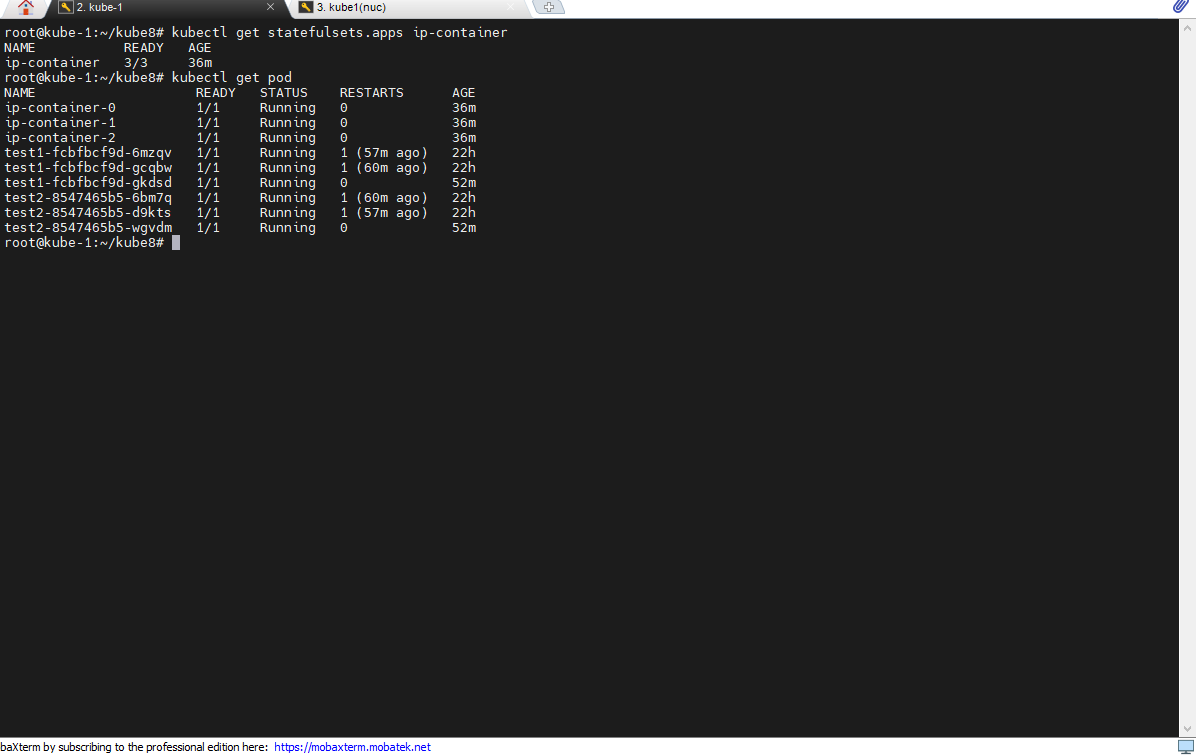 2. kube-1
3. kube1(nuc)
root@kube-1:~/kube8# kubectl get statefulsets.apps ip-container
NAME READY AGE
ip-container 3/3 36m
root@kube-1:~/kube8# kubectl get pod
NAME READY STATUS RESTARTS AGE
ip-container-0 1/1 Running 0 36m
ip-container-1 1/1 Running 0 36m
ip-container-2 1/1 Running 0 36m
test1-fcbfbcf9d-6mzqv 1/1 Running 1 (57m ago) 22h
test1-fcbfbcf9d-gcqbw 1/1 Running 1 (60m ago) 22h
test1-fcbfbcf9d-gkdsd 1/1 Running 0 52m
test2-8547465b5-6bm7q 1/1 Running 1 (60m ago) 22h
test2-8547465b5-d9kts 1/1 Running 1 (57m ago) 22h
test2-8547465b5-wgvdm 1/1 Running 0 52m
root@kube-1:~/kube8#
baXterm by subscribing to the professional edition here: https://mobaxterm.mobatek.net